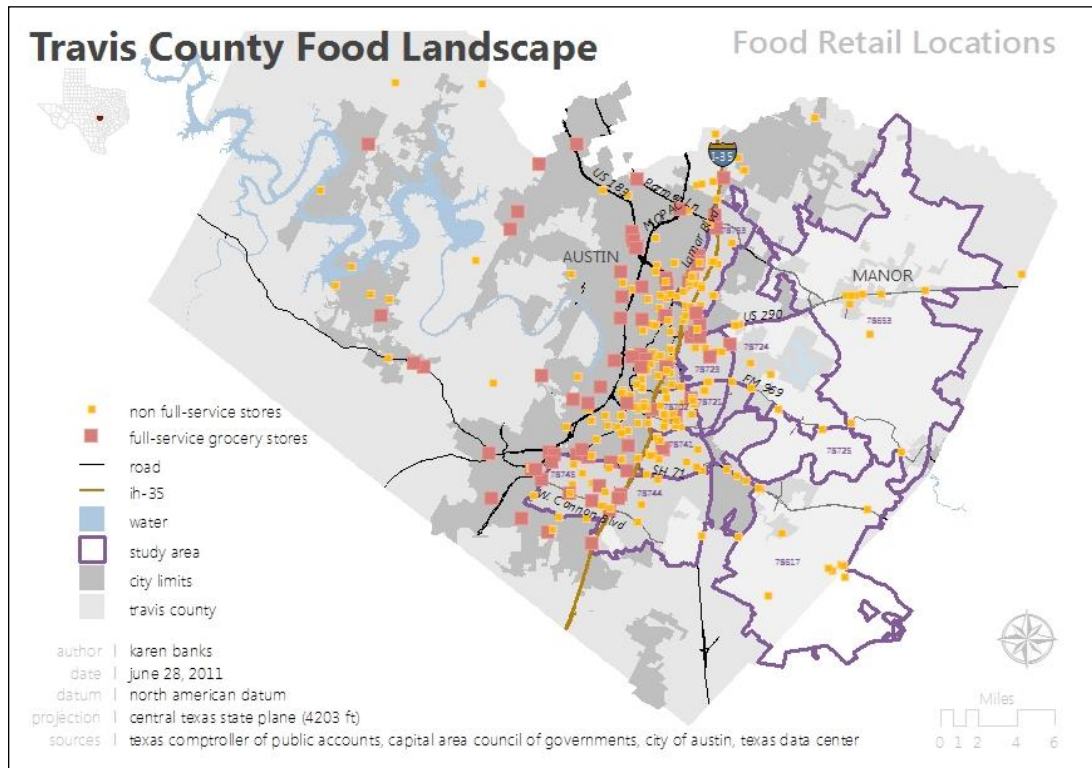 Travis County Food Landscape
Food Retail Locations
I-35
US 183
Parmer Ln
MOPAC
Lamar Blvd
78753
AUSTIN
MANOR
US 290
78653
78724
78723
FM 969
78721
78725
78741
SH 71
78745
78744
W. Cannon Blvd
78617
non full-service stores
full-service grocery stores
road
ih-35
water
study area
city limits
travis county
author | karen banks
date | june 28, 2011
datum | north american datum
projection | central texas state plane (4203 ft)
sources | texas comptroller of public accounts, capital area council of governments, city of austin, texas data center
Miles
0 1 2 4 6